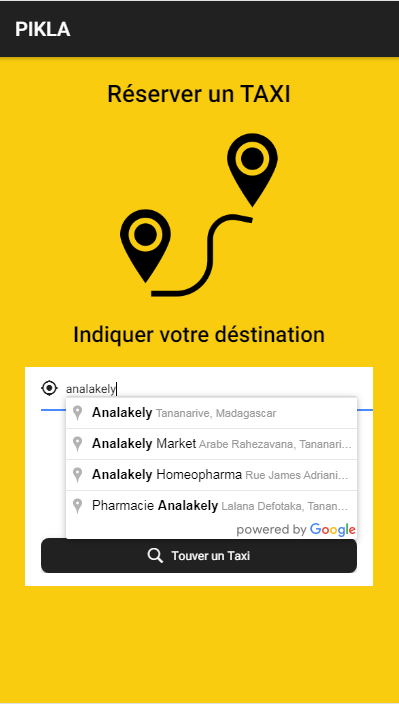 PIKLA
Réserver un TAXI
Indiquer votre déstination
analakely
Analakely Tananarive, Madagascar
Analakely Market Arabe Rahezavana, Tananari...
Analakely Homeopharma Rue James Adriani...
Pharmacie Analakely Lalana Defotaka, Tanan...
powered by Google
Touver un Taxi